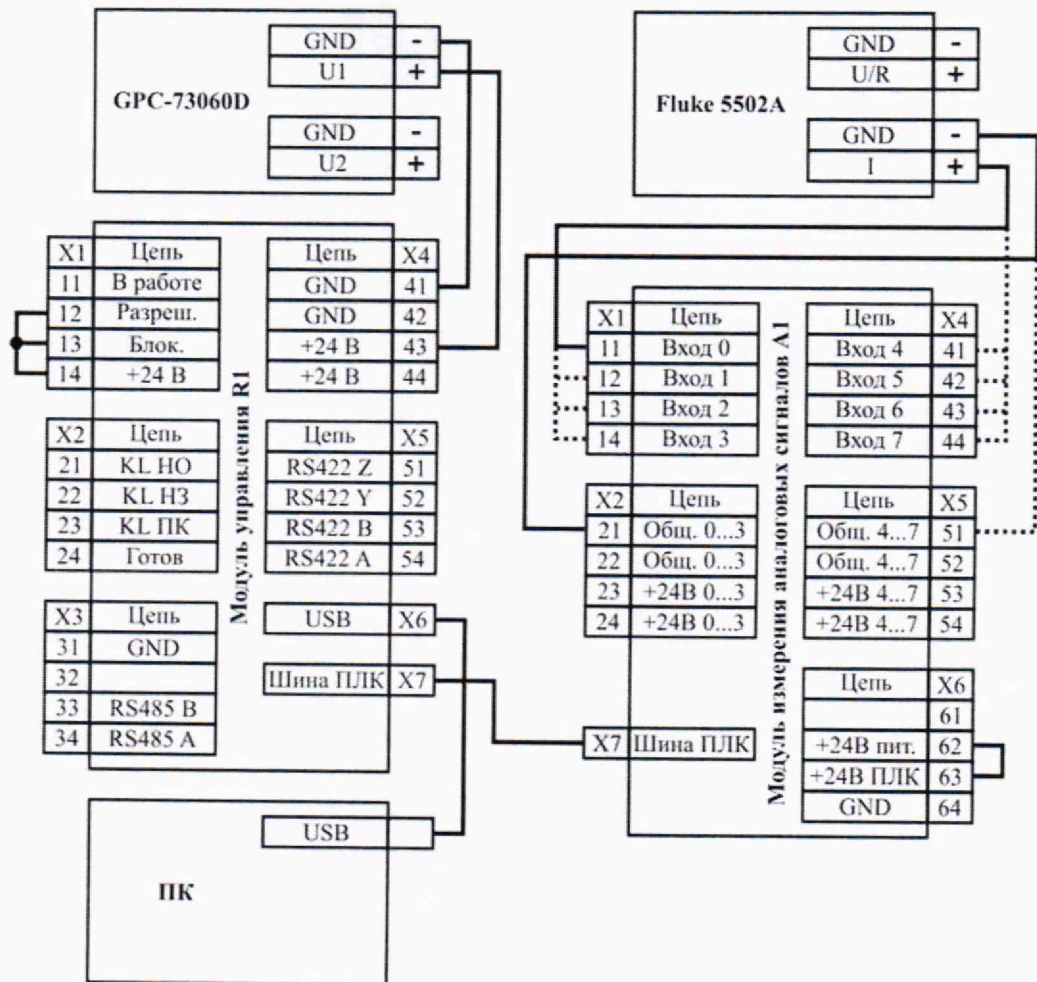 GPC-73060D
GND -
U1 +
GND -
U2 +
Fluke 5502A
GND -
U/R +
GND -
I +
Модуль управления R1
X1 Цепь
11 В работе
12 Разреш.
13 Блок.
14 +24 В
Цепь X4
GND 41
GND 42
+24 В 43
+24 В 44
X2 Цепь
21 KL НО
22 KL НЗ
23 KL ПК
24 Готов
Цепь X5
RS422 Z 51
RS422 Y 52
RS422 B 53
RS422 A 54
X3 Цепь
31 GND
32
33 RS485 B
34 RS485 A
USB X6
Шина ПЛК X7
Модуль измерения аналоговых сигналов А1
X1 Цепь
11 Вход 0
12 Вход 1
13 Вход 2
14 Вход 3
Цепь X4
Вход 4 41
Вход 5 42
Вход 6 43
Вход 7 44
X2 Цепь
21 Общ. 0...3
22 Общ. 0...3
23 +24В 0...3
24 +24В 0...3
Цепь X5
Общ. 4...7 51
Общ. 4...7 52
+24В 4...7 53
+24В 4...7 54
Цепь X6
61
+24В пит. 62
+24В ПЛК 63
GND 64
X7 Шина ПЛК
USB
ПК